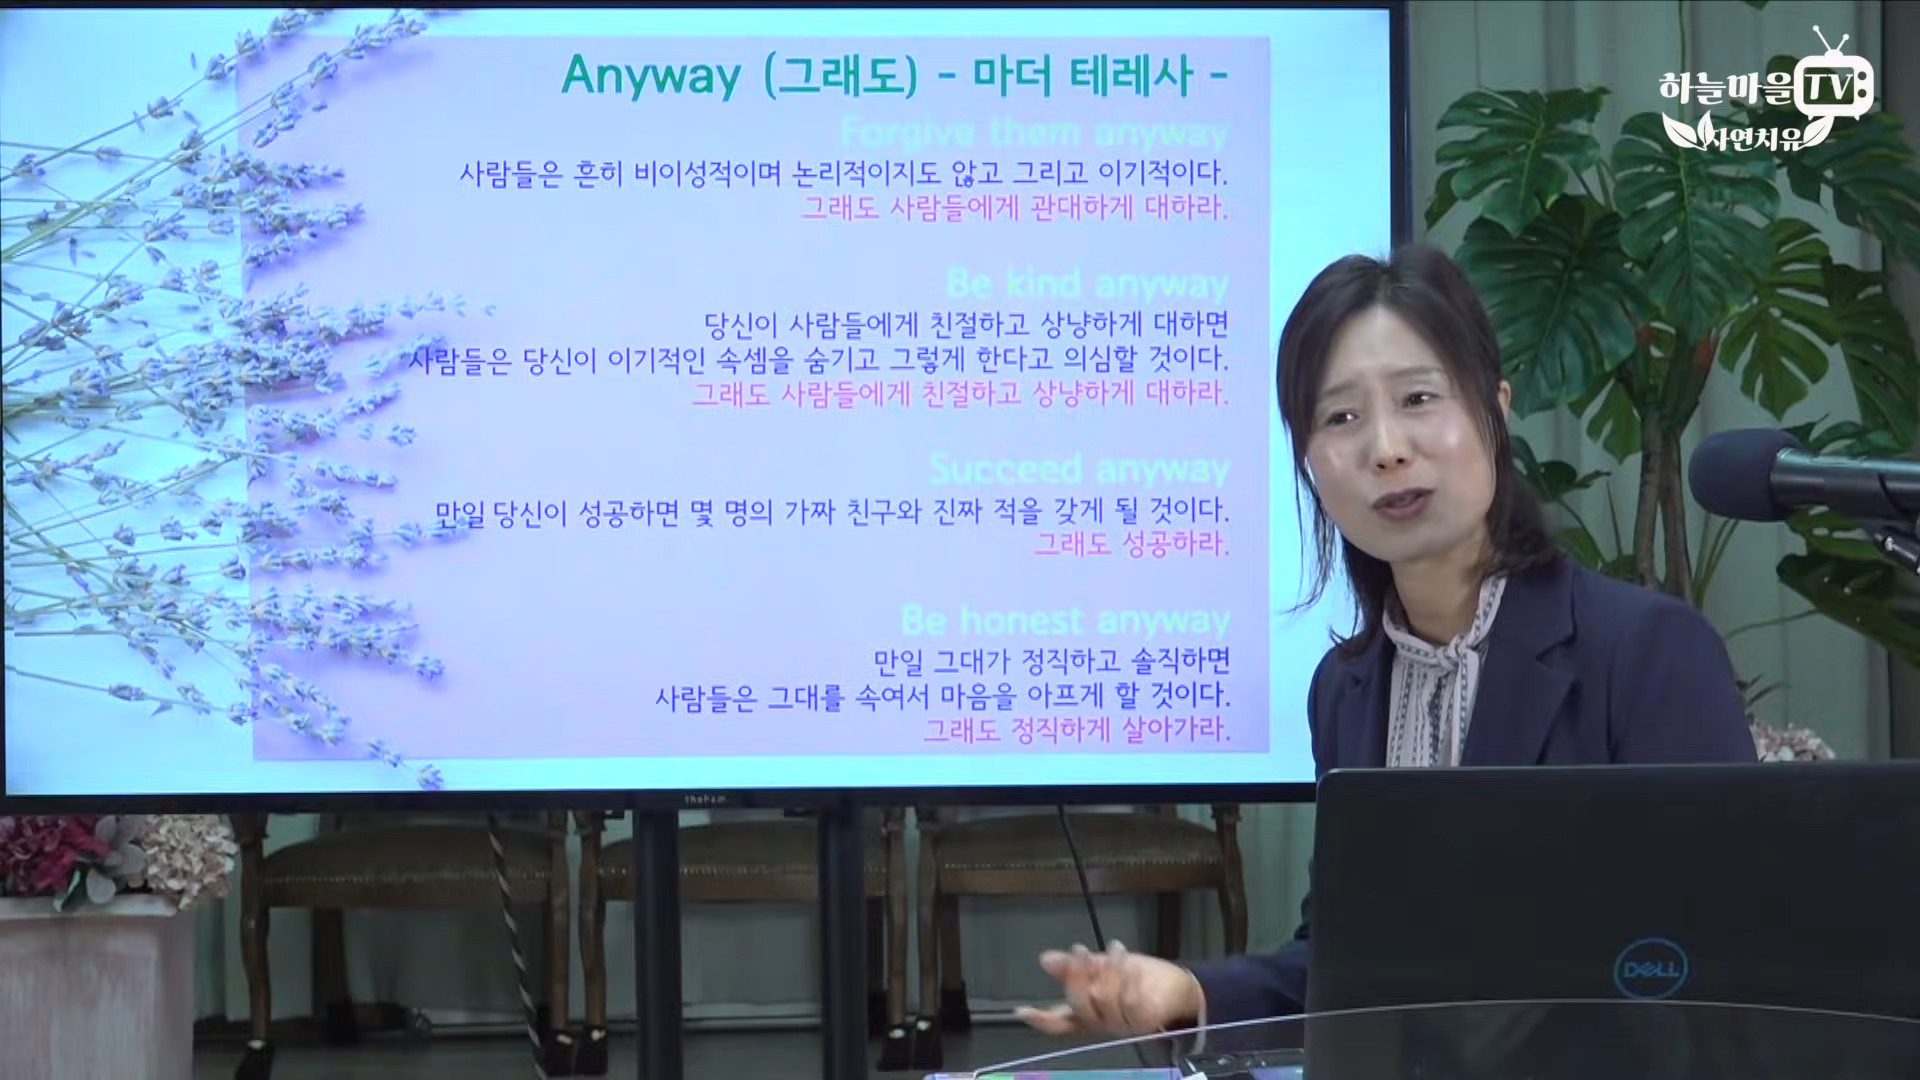 Anyway (그래도) - 마더 테레사 -
Forgive them anyway
사람들은 흔히 비이성적이며 논리적이지도 않고 그리고 이기적이다.
그래도 사람들에게 관대하게 대하라.
Be kind anyway
당신이 사람들에게 친절하고 상냥하게 대하면
사람들은 당신이 이기적인 속셈을 숨기고 그렇게 한다고 의심할 것이다.
그래도 사람들에게 친절하고 상냥하게 대하라.
Succeed anyway
만일 당신이 성공하면 몇 명의 가짜 친구와 진짜 적을 갖게 될 것이다.
그래도 성공하라.
Be honest anyway
만일 그대가 정직하고 솔직하면
사람들은 그대를 속여서 마음을 아프게 할 것이다.
그래도 정직하게 살아가라.
하늘마을TV
자연치유
DELL